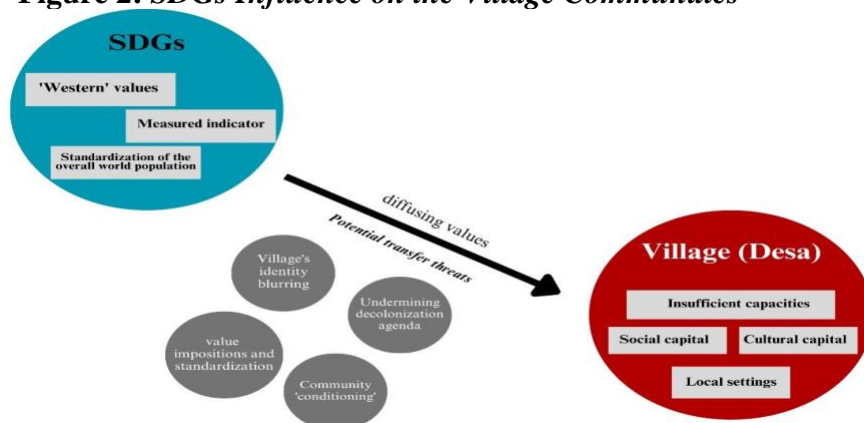 Figure 2. SDGs Influence on the Village Communities
SDGs
'Western' values
Measured indicator
Standardization of the
overall world population
diffusing values
Potential transfer threats
Village's
identity
blurring
Undermining
decolonization
agenda
value
impositions and
standardization
Community
'conditioning'
Village (Desa)
Insufficient capacities
Social capital
Cultural capital
Local settings